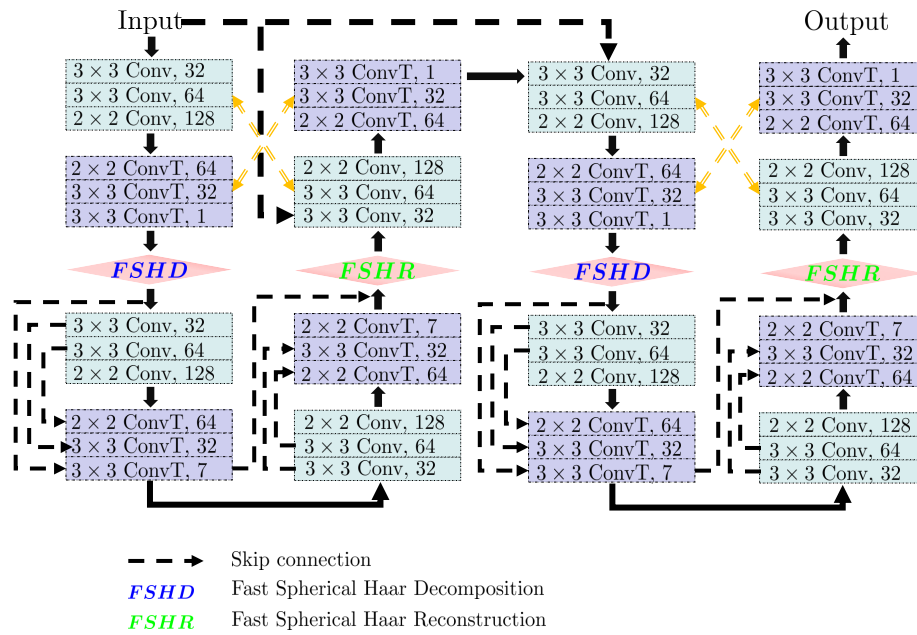 Input
3 × 3 Conv, 32
3 × 3 Conv, 64
2 × 2 Conv, 128
2 × 2 ConvT, 64
3 × 3 ConvT, 32
3 × 3 ConvT, 1
FSHD
3 × 3 Conv, 32
3 × 3 Conv, 64
2 × 2 Conv, 128
2 × 2 ConvT, 64
3 × 3 ConvT, 32
3 × 3 ConvT, 7
3 × 3 ConvT, 1
3 × 3 ConvT, 32
2 × 2 ConvT, 64
2 × 2 Conv, 128
3 × 3 Conv, 64
3 × 3 Conv, 32
FSHR
2 × 2 ConvT, 7
3 × 3 ConvT, 32
2 × 2 ConvT, 64
2 × 2 Conv, 128
3 × 3 Conv, 64
3 × 3 Conv, 32
3 × 3 Conv, 32
3 × 3 Conv, 64
2 × 2 Conv, 128
2 × 2 ConvT, 64
3 × 3 ConvT, 32
3 × 3 ConvT, 1
FSHD
3 × 3 Conv, 32
3 × 3 Conv, 64
2 × 2 Conv, 128
2 × 2 ConvT, 64
3 × 3 ConvT, 32
3 × 3 ConvT, 7
Output
3 × 3 ConvT, 1
3 × 3 ConvT, 32
2 × 2 ConvT, 64
2 × 2 Conv, 128
3 × 3 Conv, 64
3 × 3 Conv, 32
FSHR
2 × 2 ConvT, 7
3 × 3 ConvT, 32
2 × 2 ConvT, 64
2 × 2 Conv, 128
3 × 3 Conv, 64
3 × 3 Conv, 32
Skip connection
FSHD Fast Spherical Haar Decomposition
FSHR Fast Spherical Haar Reconstruction